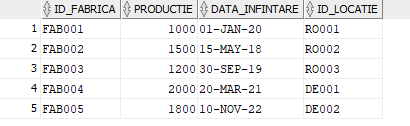 ID_FABRICA PRODUCTIE DATA_INFINTARE ID_LOCATIE
1 FAB001 1000 01-JAN-20 RO001
2 FAB002 1500 15-MAY-18 RO002
3 FAB003 1200 30-SEP-19 RO003
4 FAB004 2000 20-MAR-21 DE001
5 FAB005 1800 10-NOV-22 DE002